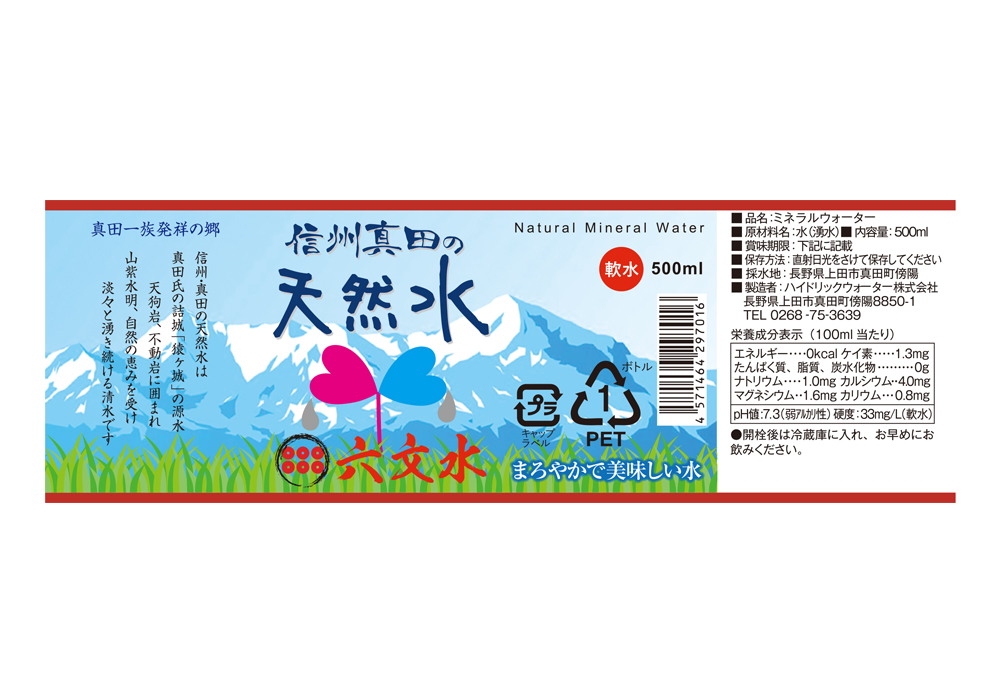 真田一族発祥の郷
信州・真田の天然水は
真田氏の詰城「猿ヶ城」の源水
天狗岩、不動岩に囲まれ
山紫水明、自然の恵みを受け
淡々と湧き続ける清水です
信州真田の
天然水
六文水
Natural Mineral Water
軟水
500ml
4 571464 297016
プラ
キャップ
ラベル
ボトル
1
PET
まろやかで美味しい水
■品名:ミネラルウォーター
■原材料名:水(湧水)■内容量:500ml
■賞味期限:下記に記載
■保存方法:直射日光をさけて保存してください
■採水地:長野県上田市真田町傍陽
■製造者:ハイドリックウォーター株式会社
長野県上田市真田町傍陽8850-1
TEL 0268-75-3639
栄養成分表示(100ml当たり)
エネルギー‥‥0kcal ケイ素‥‥‥1.3mg
たんぱく質、脂質、炭水化物‥‥‥‥‥0g
ナトリウム‥‥1.0mg カルシウム‥4.0mg
マグネシウム‥1.6mg カリウム‥‥0.8mg
pH値:7.3(弱アルカリ性) 硬度:33mg/L(軟水)
●開栓後は冷蔵庫に入れ、お早めにお
飲みください。